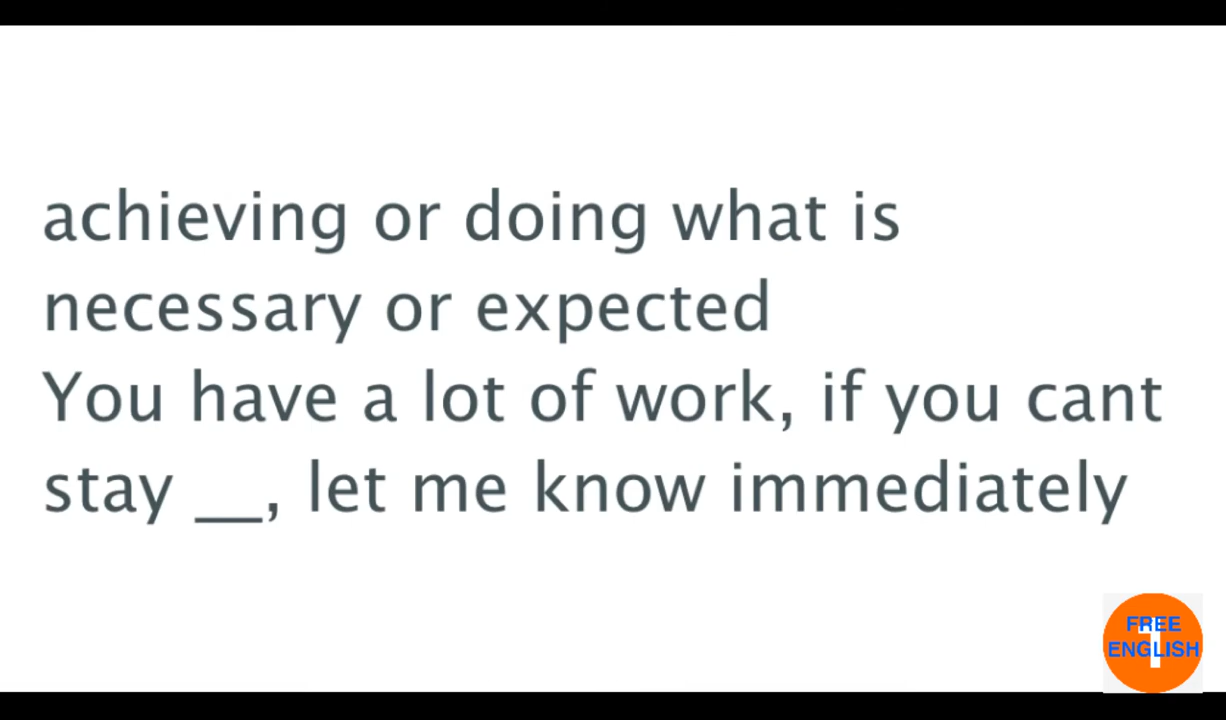 achieving or doing what is
necessary or expected
You have a lot of work, if you cant
stay __, let me know immediately
FREE
1
ENGLISH